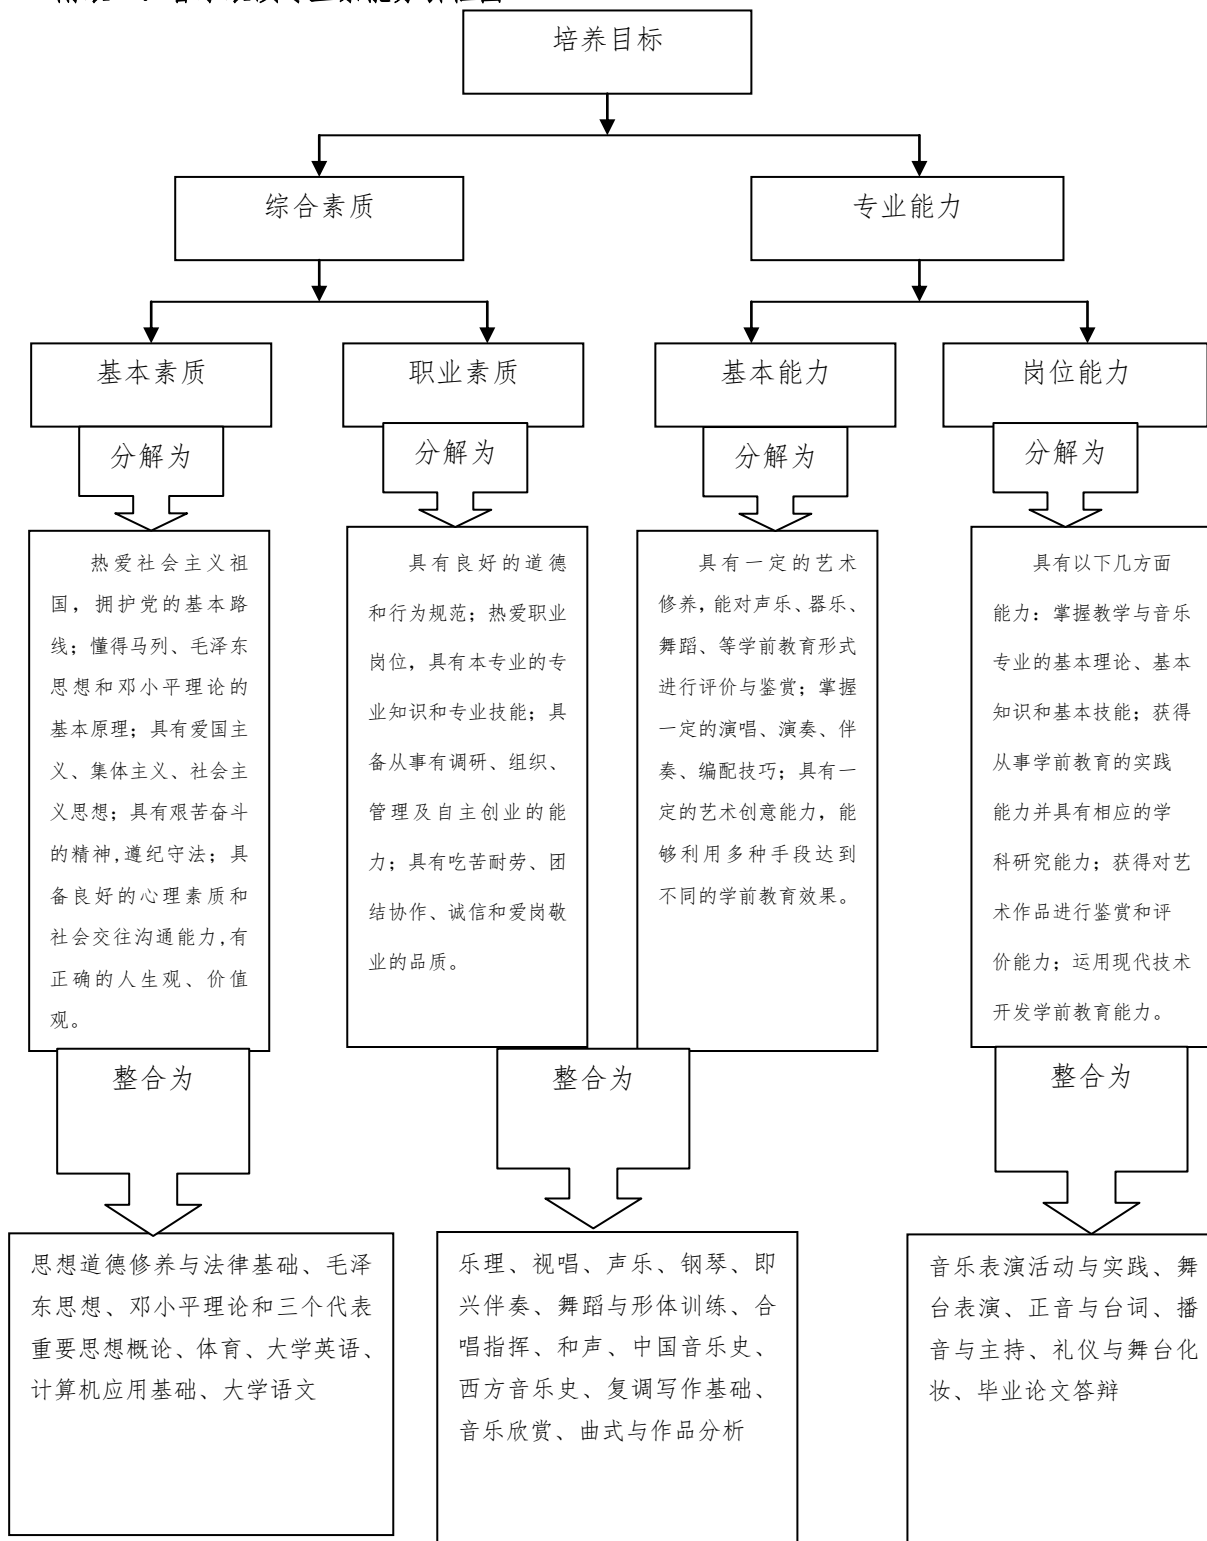 培养目标
综合素质
专业能力
基本素质
职业素质
基本能力
岗位能力
分解为
分解为
分解为
分解为
热爱社会主义祖
国，拥护党的基本路
线；懂得马列、毛泽东
思想和邓小平理论的
基本原理；具有爱国主
义、集体主义、社会主
义思想；具有艰苦奋斗
的精神,遵纪守法；具
备良好的心理素质和
社会交往沟通能力,有
正确的人生观、价值
观。
具有良好的道德
和行为规范；热爱职业
岗位，具有本专业的专
业知识和专业技能；具
备从事有调研、组织、
管理及自主创业的能
力；具有吃苦耐劳、团
结协作、诚信和爱岗敬
业的品质。
具有一定的艺术
修养，能对声乐、器乐、
舞蹈、等学前教育形式
进行评价与鉴赏；掌握
一定的演唱、演奏、伴
奏、编配技巧；具有一
定的艺术创意能力，能
够利用多种手段达到
不同的学前教育效果。
具有以下几方面
能力：掌握教学与音乐
专业的基本理论、基本
知识和基本技能；获得
从事学前教育的实践
能力并具有相应的学
科研究能力；获得对艺
术作品进行鉴赏和评
价能力；运用现代技术
开发学前教育能力。
整合为
整合为
整合为
思想道德修养与法律基础、毛泽
东思想、邓小平理论和三个代表
重要思想概论、体育、大学英语、
计算机应用基础、大学语文
乐理、视唱、声乐、钢琴、即
兴伴奏、舞蹈与形体训练、合
唱指挥、和声、中国音乐史、
西方音乐史、复调写作基础、
音乐欣赏、曲式与作品分析
音乐表演活动与实践、舞
台表演、正音与台词、播
音与主持、礼仪与舞台化
妆、毕业论文答辩